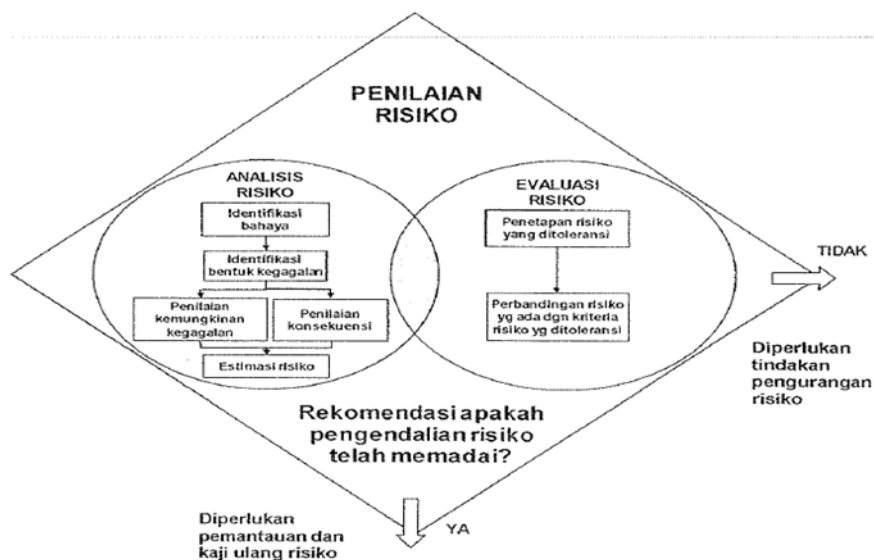 PENILAIAN
RISIKO
ANALISIS
RISIKO
Identifikasi
bahaya
Identifikasi
bentuk kegagalan
Penilaian
kemungkinan
kegagalan
Penilaian
konsekuensi
Estimasi risiko
EVALUASI
RISIKO
Penetapan risiko
yang ditoleransi
Perbandingan risiko
yg ada dgn kriteria
risiko yg ditoleransi
TIDAK
Diperlukan
tindakan
pengurangan
risiko
Rekomendasi apakah
pengendalian risiko
telah memadai?
YA
Diperlukan
pemantauan dan
kaji ulang risiko